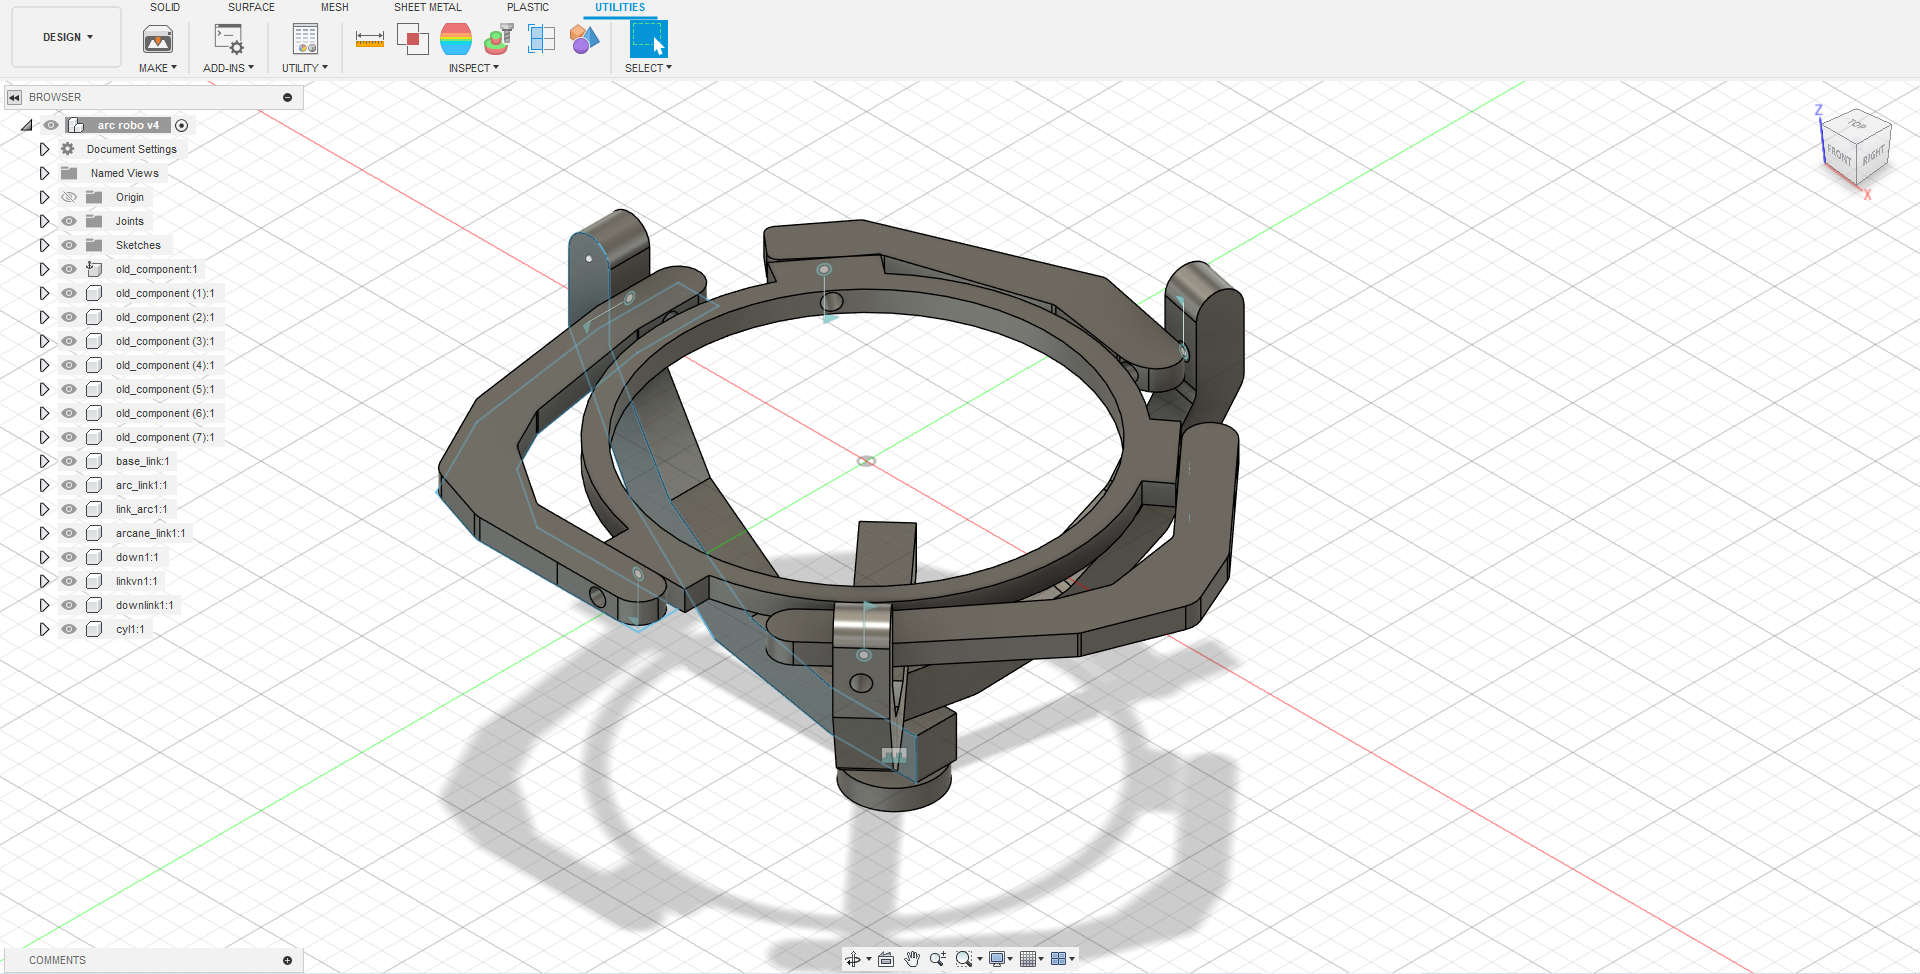 SOLID SURFACE MESH SHEET METAL PLASTIC UTILITIES
DESIGN
MAKE ADD-INS UTILITY INSPECT SELECT
BROWSER
arc robo v4
Document Settings
Named Views
Origin
Joints
Sketches
old_component:1
old_component (1):1
old_component (2):1
old_component (3):1
old_component (4):1
old_component (5):1
old_component (6):1
old_component (7):1
base_link:1
arc_link1:1
link_arc1:1
arcane_link1:1
down1:1
linkvn1:1
downlink1:1
cyl1:1
Z
TOP
FRONT RIGHT
X
COMMENTS